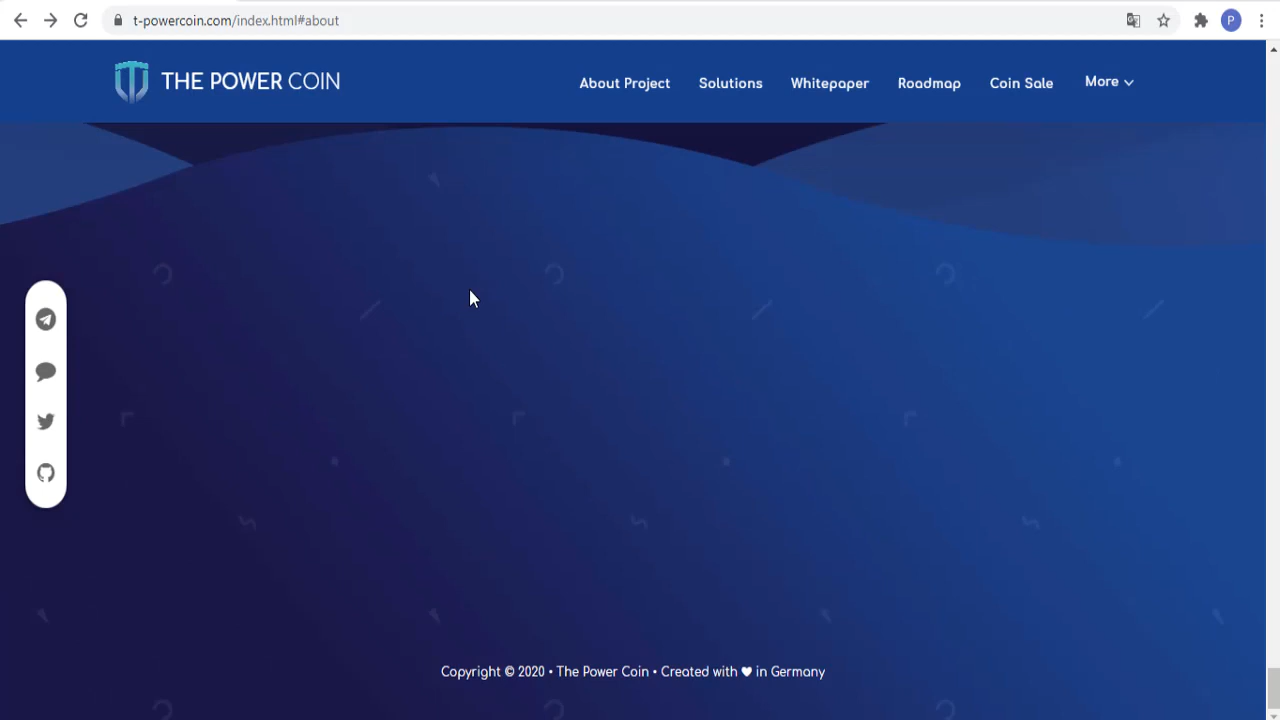 t-powercoin.com/index.html#about
P
THE POWER COIN
About Project
Solutions
Whitepaper
Roadmap
Coin Sale
More
Copyright © 2020 • The Power Coin • Created with ♥ in Germany